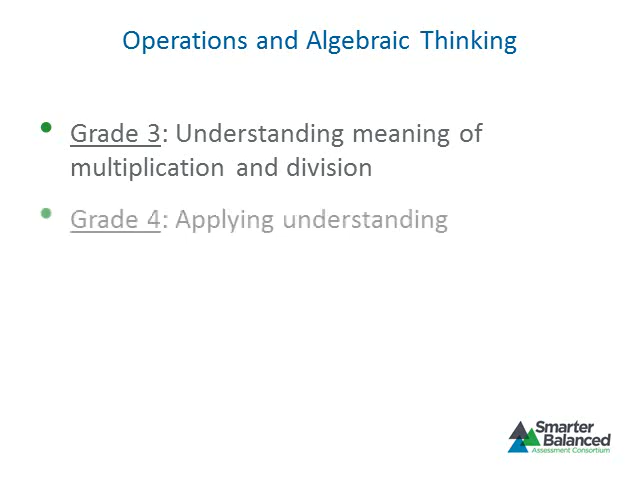 Operations and Algebraic Thinking
• Grade 3: Understanding meaning of
multiplication and division
• Grade 4: Applying understanding
Smarter
Balanced
Assessment Consortium